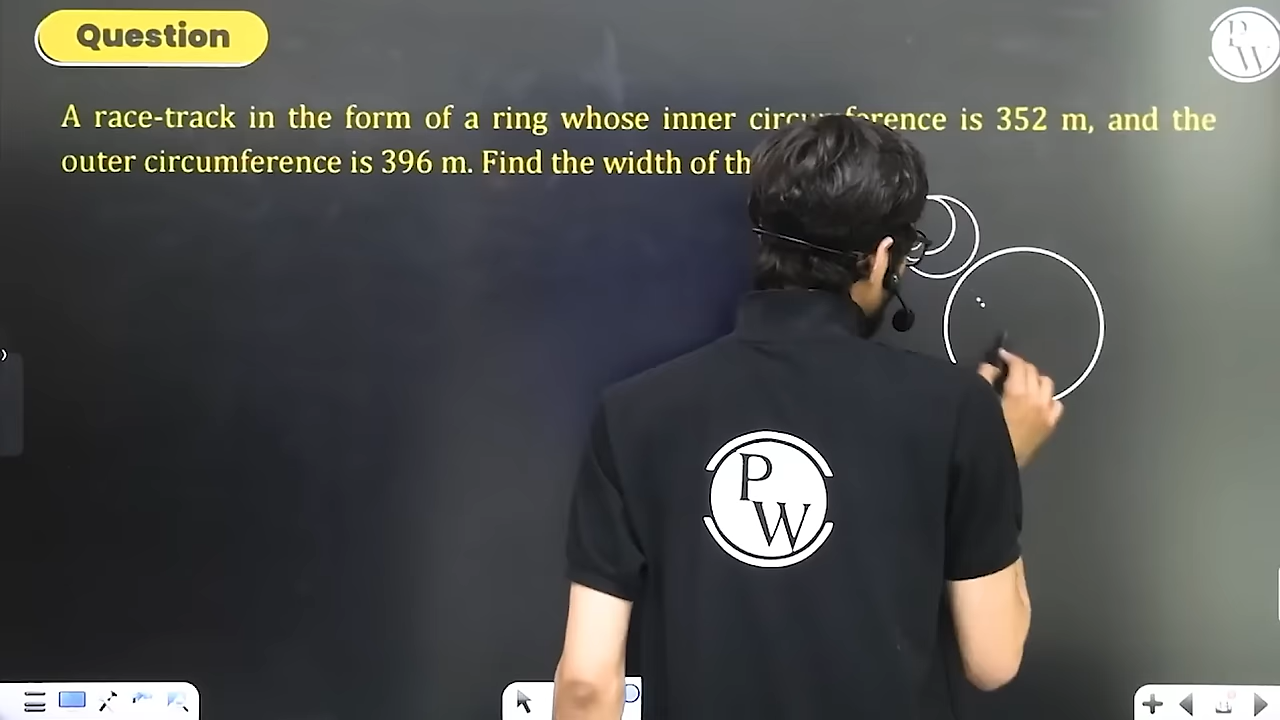 Question
PW
A race-track in the form of a ring whose inner circumference is 352 m, and the
outer circumference is 396 m. Find the width of
PW